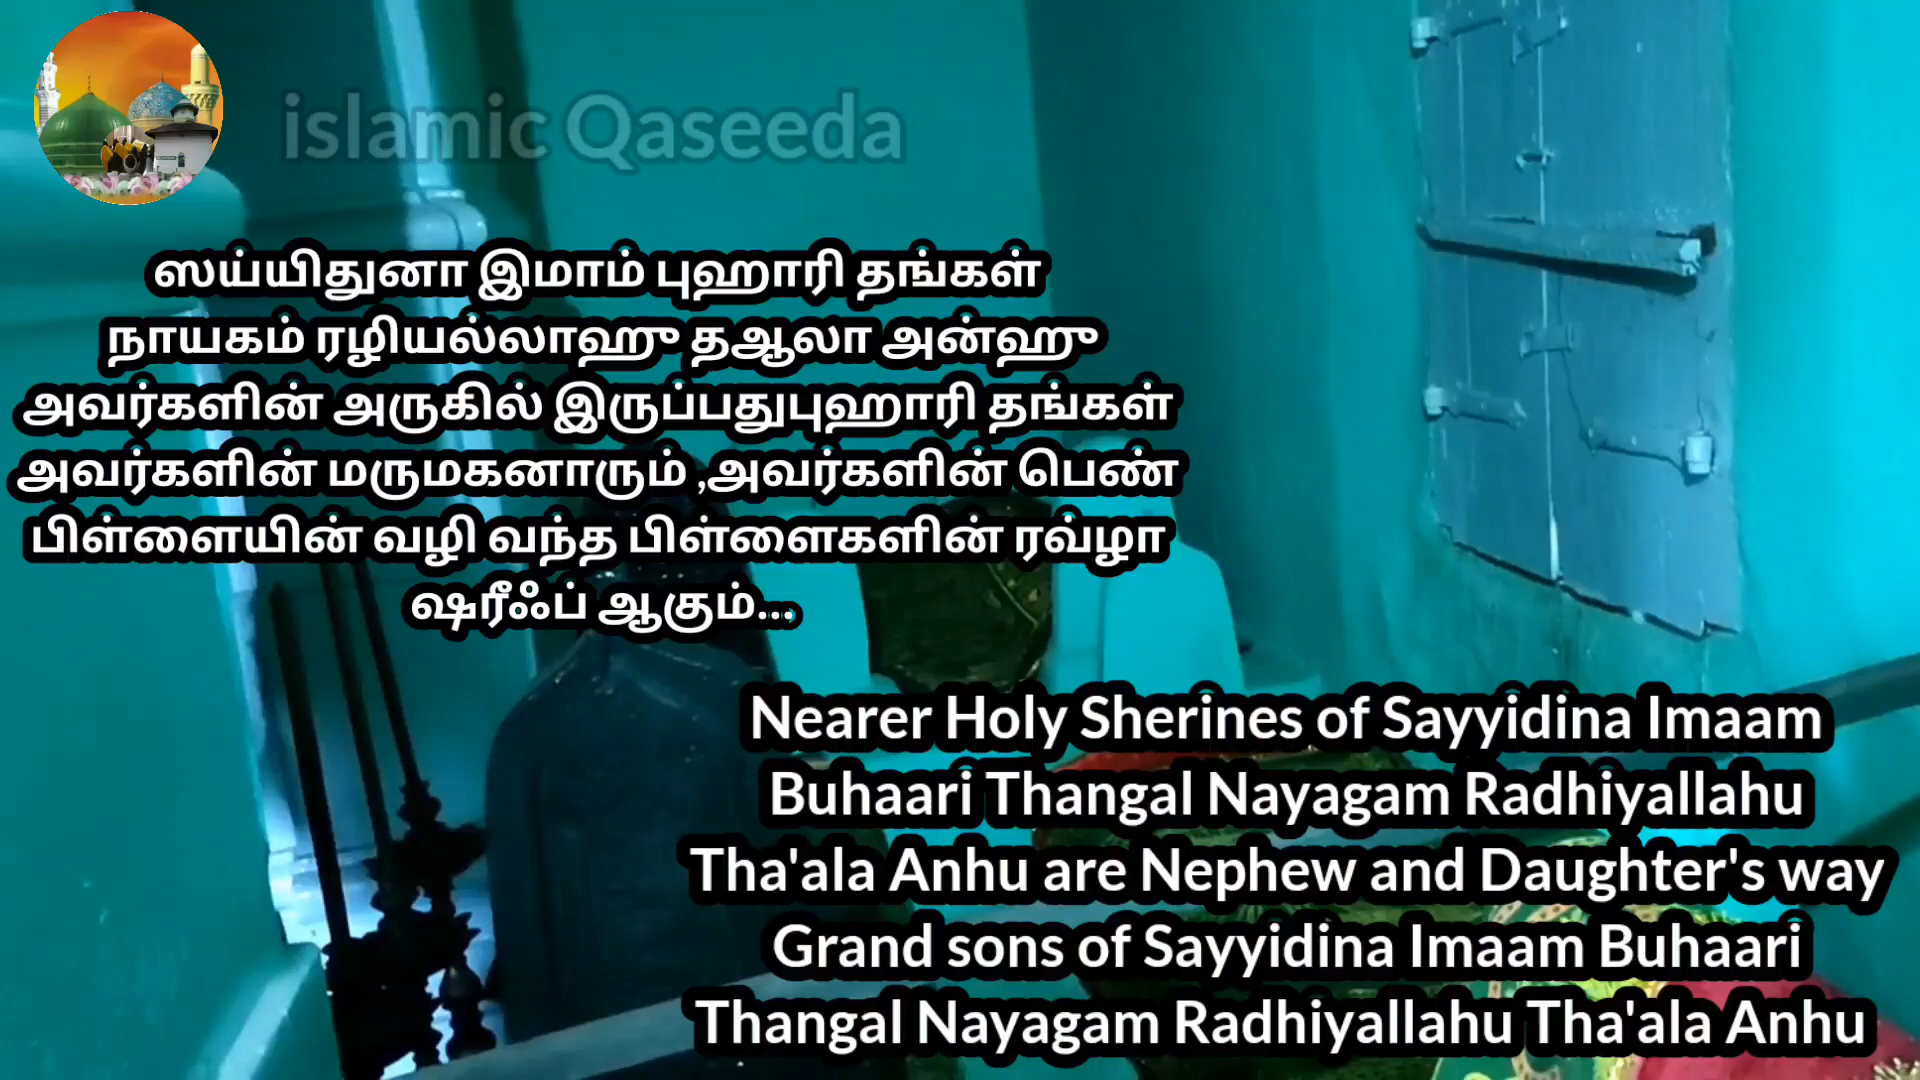 islamic Qaseeda
ஸய்யிதுனா இமாம் புஹாரி தங்கள்
நாயகம் ரழியல்லாஹு தஆலா அன்ஹு
அவர்களின் அருகில் இருப்பதுபுஹாரி தங்கள்
அவர்களின் மருமகனாரும் ,அவர்களின் பெண்
பிள்ளையின் வழி வந்த பிள்ளைகளின் ரவ்ழா
ஷரீஃப் ஆகும்...
Nearer Holy Sherines of Sayyidina Imaam
Buhaari Thangal Nayagam Radhiyallahu
Tha'ala Anhu are Nephew and Daughter's way
Grand sons of Sayyidina Imaam Buhaari
Thangal Nayagam Radhiyallahu Tha'ala Anhu